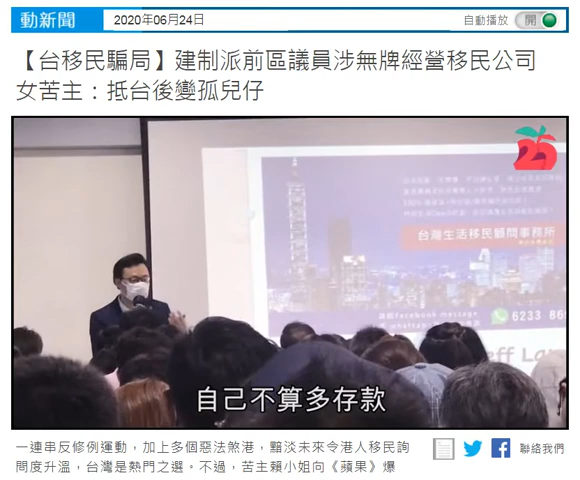 動新聞
2020年06月24日
自動播放
開
【台移民騙局】建制派前區議員涉無牌經營移民公司
女苦主：抵台後變孤兒仔
25
台灣生活移民顧問事務所
facebook message
whatsapp
6233
eff
自己不算多存款
一連串反修例運動，加上多個惡法煞港，黯淡未來令港人移民詢
問度升溫，台灣是熱門之選。不過，苦主賴小姐向《蘋果》爆
聯絡我們